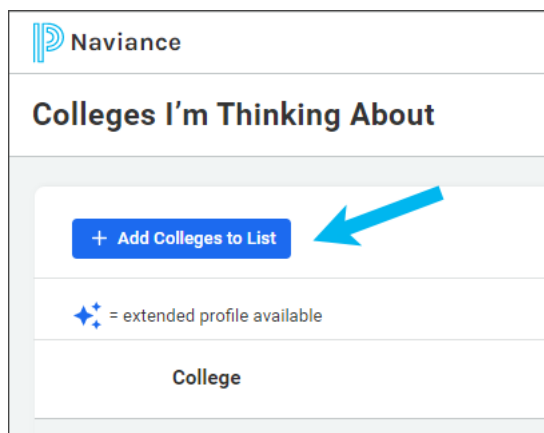 Naviance
Colleges I’m Thinking About
+ Add Colleges to List
= extended profile available
College